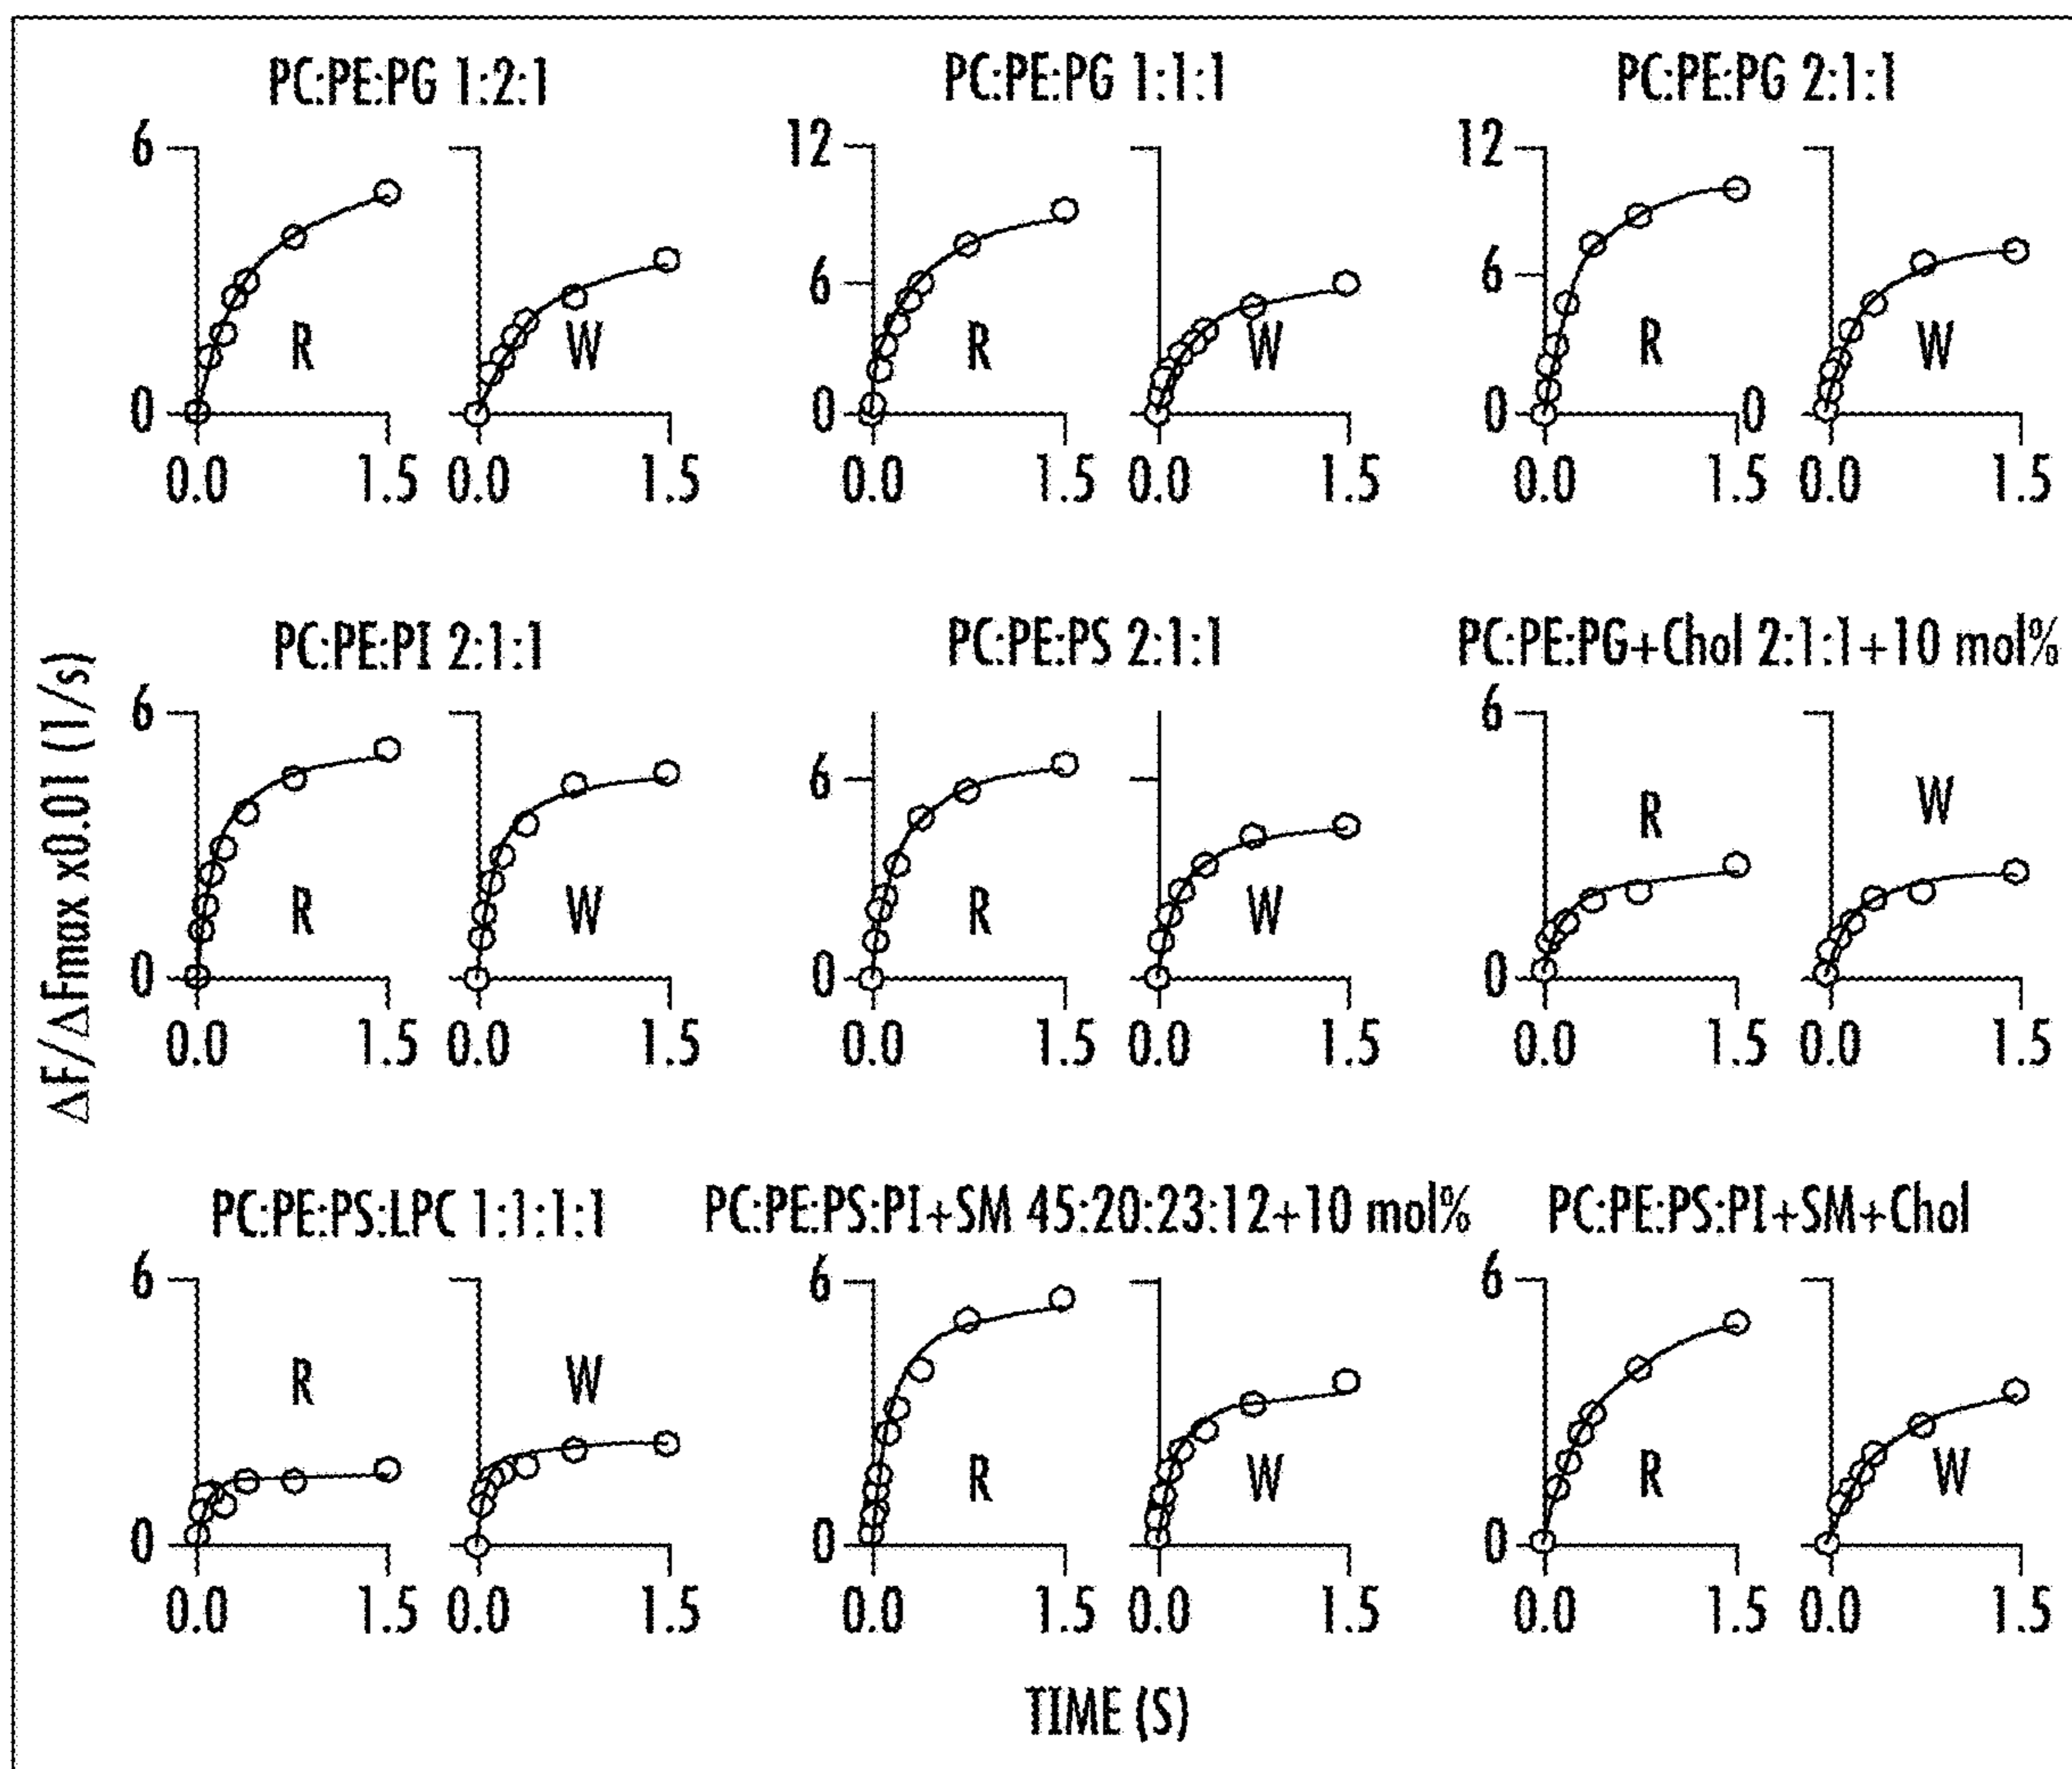 PC:PE:PG 1:2:1
PC:PE:PG 1:1:1
PC:PE:PG 2:1:1
6
12
12
6
6
R
W
R
W
R
W
0
0
0
0
0.0 1.5 0.0 1.5
0.0 1.5 0.0 1.5
0.0 1.5 0.0 1.5
ΔF/ΔFmax x0.01 (1/s)
PC:PE:PI 2:1:1
PC:PE:PS 2:1:1
PC:PE:PG+Chol 2:1:1+10 mol%
6
6
6
R
W
R
W
R
W
0
0
0
0.0 1.5 0.0 1.5
0.0 1.5 0.0 1.5
0.0 1.5 0.0 1.5
PC:PE:PS:LPC 1:1:1:1
PC:PE:PS:PI+SM 45:20:23:12+10 mol%
PC:PE:PS:PI+SM+Chol
6
6
6
R
W
R
W
R
W
0
0
0
0.0 1.5 0.0 1.5
0.0 1.5 0.0 1.5
0.0 1.5 0.0 1.5
TIME (S)